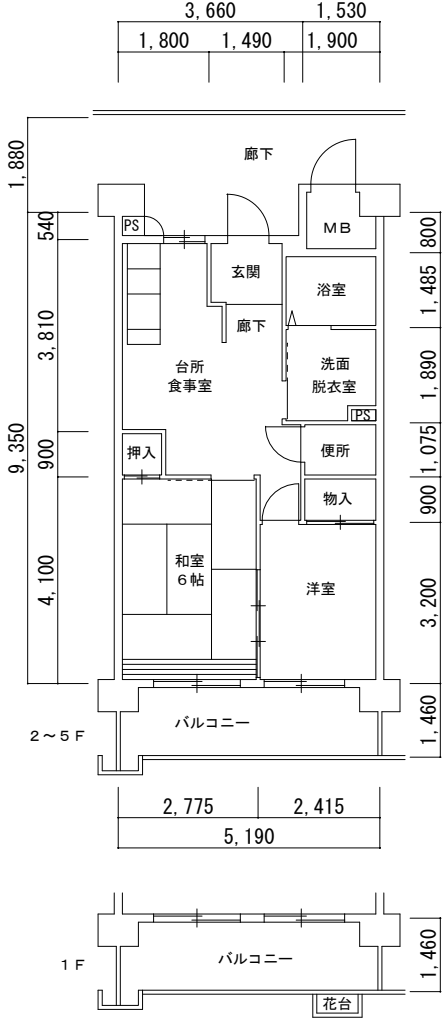 3,660
1,530
1,800
1,490
1,900
1,880
廊下
540
PS
MB
800
玄関
浴室
1,485
3,810
廊下
台所
食事室
洗面
脱衣室
1,890
PS
9,350
900
押入
便所
1,075
物入
900
4,100
和室
6帖
洋室
3,200
バルコニー
2～5F
1,460
2,775
2,415
5,190
1F
バルコニー
1,460
花台